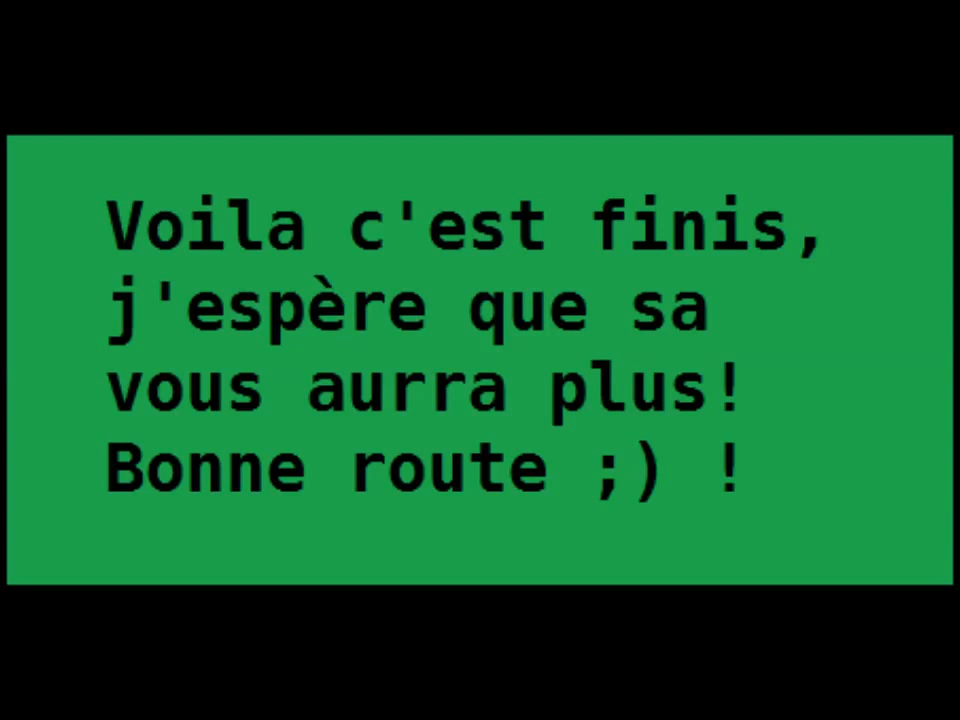 Voila c'est finis,
j'espère que sa
vous aurra plus!
Bonne route ;) !